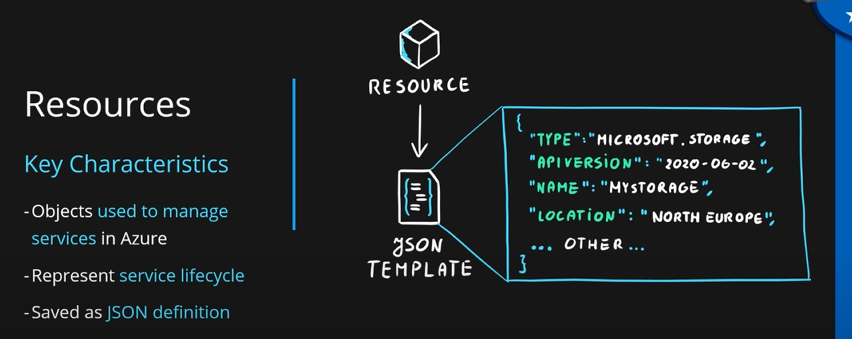 Resources
Key Characteristics
-Objects used to manage
services in Azure
-Represent service lifecycle
-Saved as JSON definition
RESOURCE
JSON
TEMPLATE
{
"TYPE":"MICROSOFT.STORAGE",
"APIVERSION": "2020-06-02",
"NAME": "MYSTORAGE",
"LOCATION": "NORTH EUROPE",
... OTHER ...
}